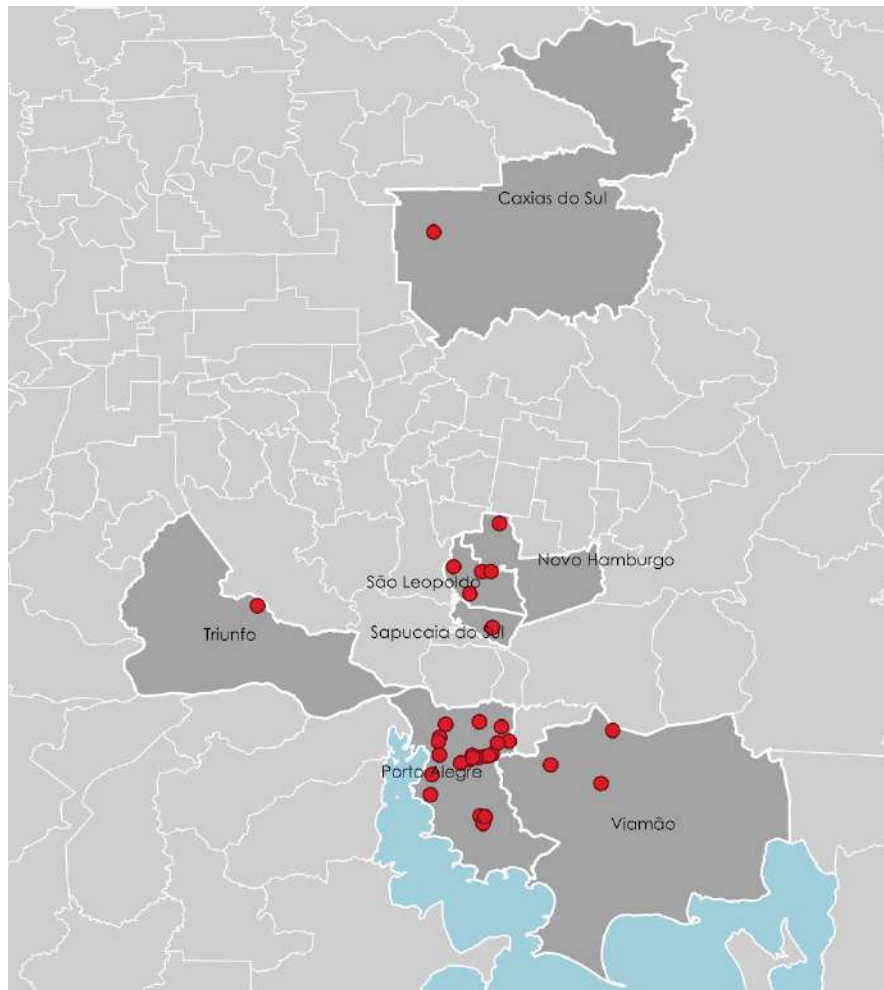 Caxias do Sul
Novo Hamburgo
São Leopoldo
Sapucaia do Sul
Triunfo
Porto Alegre
Viamão